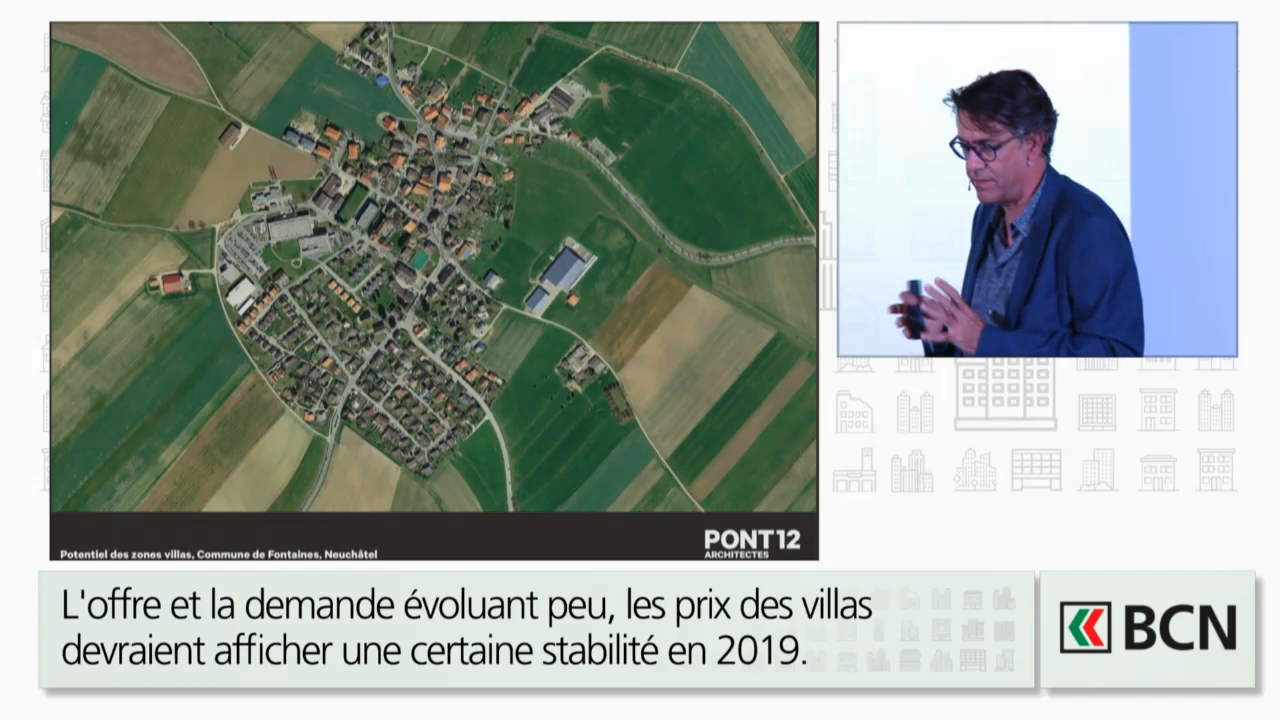 Potentiel des zones villas, Commune de Fontaines, Neuchâtel
PONT12
ARCHITECTES
L'offre et la demande évoluant peu, les prix des villas
devraient afficher une certaine stabilité en 2019.
BCN